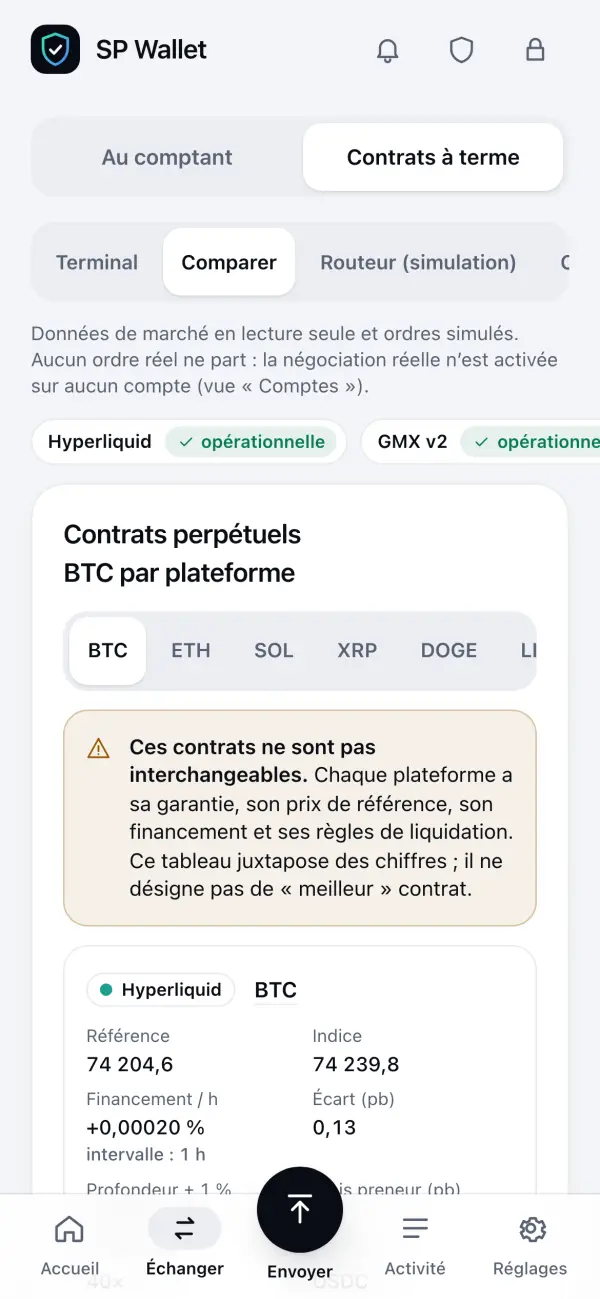 SP Wallet
Au comptant
Contrats à terme
Terminal
Comparer
Routeur (simulation)
Données de marché en lecture seule et ordres simulés.
Aucun ordre réel ne part : la négociation réelle n’est activée
sur aucun compte (vue « Comptes »).
Hyperliquid ✓ opérationnelle
GMX v2 ✓ opérationne
Contrats perpétuels
BTC par plateforme
BTC
ETH
SOL
XRP
DOGE
Ces contrats ne sont pas
interchangeables. Chaque plateforme a
sa garantie, son prix de référence, son
financement et ses règles de liquidation.
Ce tableau juxtapose des chiffres ; il ne
désigne pas de « meilleur » contrat.
Hyperliquid
BTC
Référence
Indice
74 204,6
74 239,8
Financement / h
Écart (pb)
+0,00020 %
0,13
intervalle : 1 h
preneur (pb)
Accueil
Échanger
Envoyer
Activité
Réglages
40×
USDC